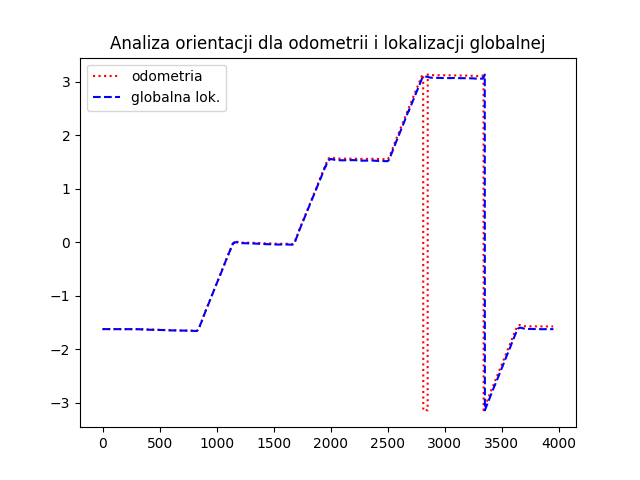 Analiza orientacji dla odometrii i lokalizacji globalnej
odometria
globalna lok.
3
2
1
0
−1
−2
−3
0 500 1000 1500 2000 2500 3000 3500 4000